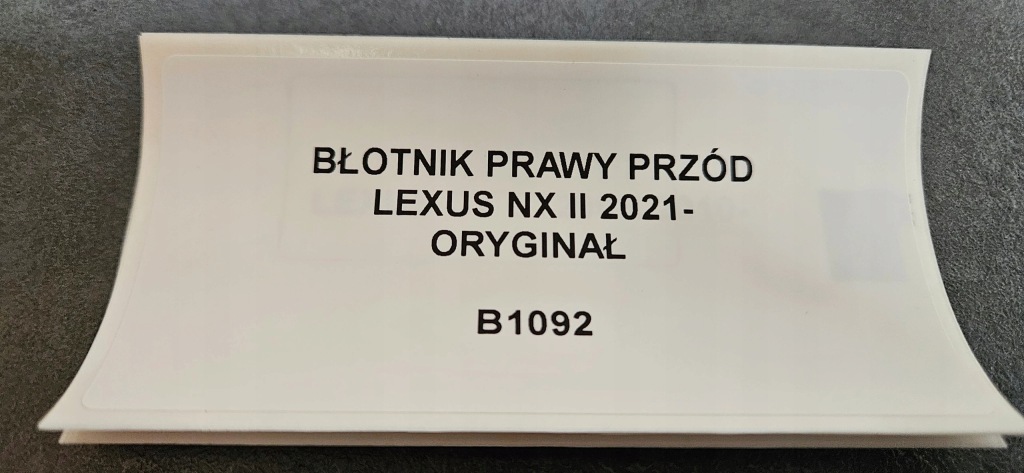 BŁOTNIK PRAWY PRZÓD
LEXUS NX II 2021-
ORYGINAŁ
B1092